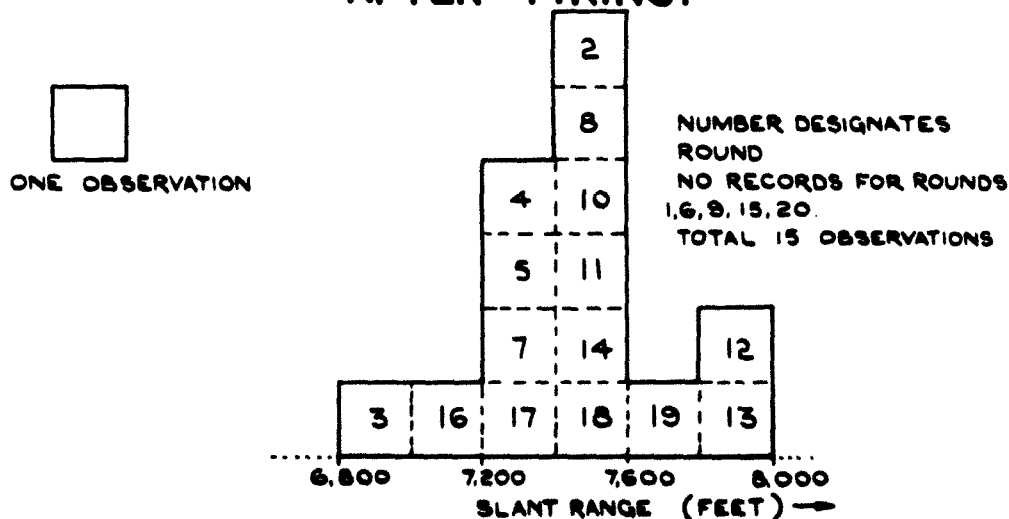 AFTER FIRING.
2
8
ONE OBSERVATION
NUMBER DESIGNATES
ROUND
NO RECORDS FOR ROUNDS
1,6,9,15,20.
TOTAL 15 OBSERVATIONS
4 10
5 11
7 14 12
3 16 17 18 19 13
6,800 7,200 7,600 8,000
SLANT RANGE (FEET) →